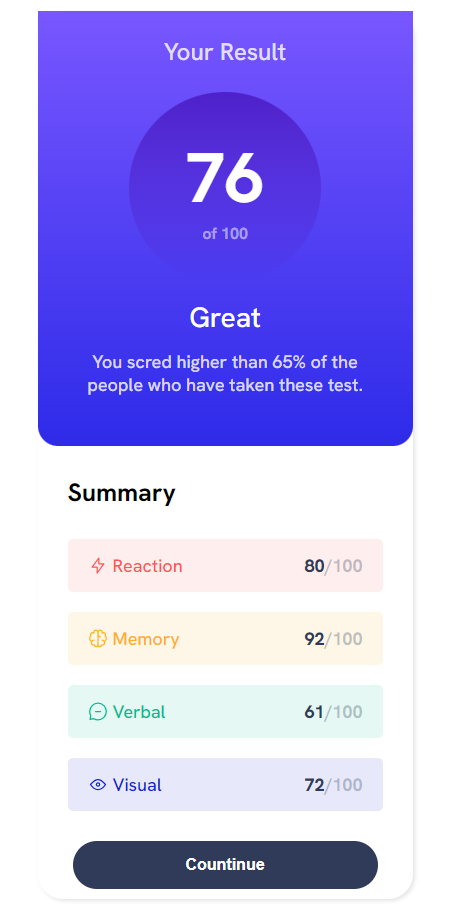 Your Result
76
of 100
Great
You scred higher than 65% of the
people who have taken these test.
Summary
Reaction 80/100
Memory 92/100
Verbal 61/100
Visual 72/100
Countinue